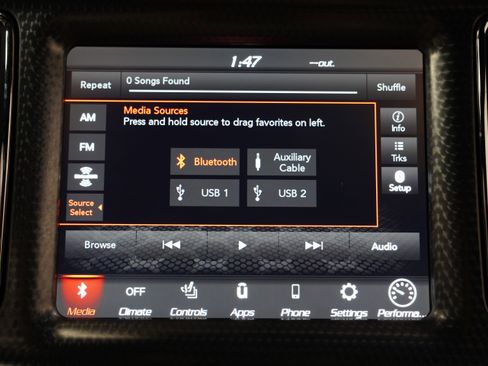 1:47
--out.
Repeat
0 Songs Found
Shuffle
AM
Media Sources
Press and hold source to drag favorites on left.
Info
FM
Bluetooth
Auxiliary
Cable
Trks
USB 1
USB 2
Setup
Source
Select
Browse
Audio
OFF
Media
Climate
Controls
Apps
Phone
Settings
Performa...